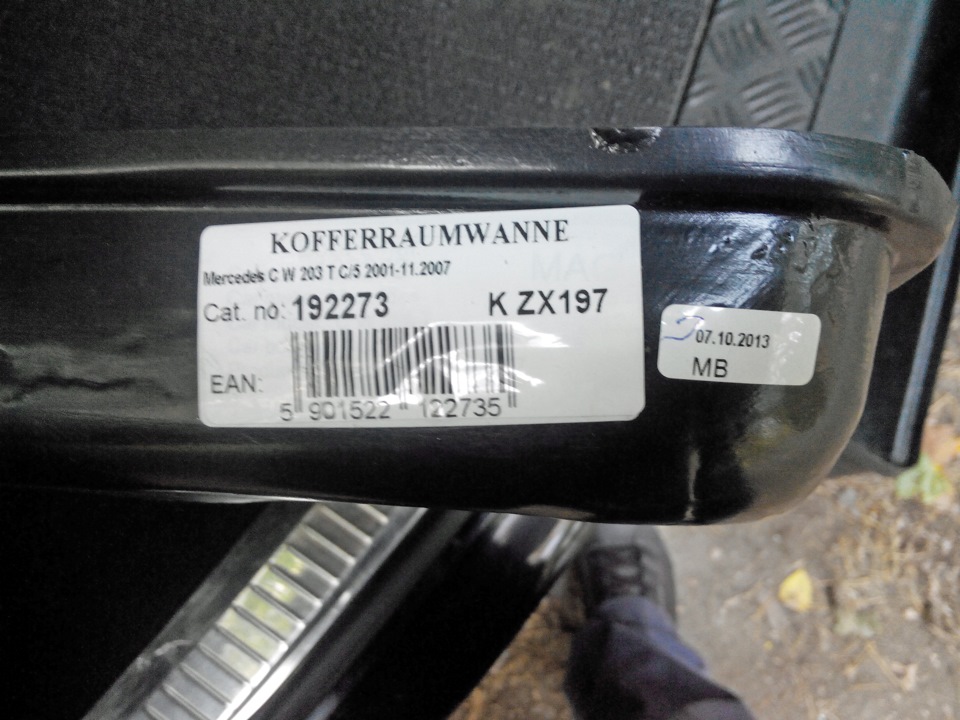 KOFFERRAUMWANNE
Mercedes C W 203 T C/5 2001-11.2007
Cat. no: 192273 K ZX197
EAN:
5 901522 122735
07.10.2013
MB